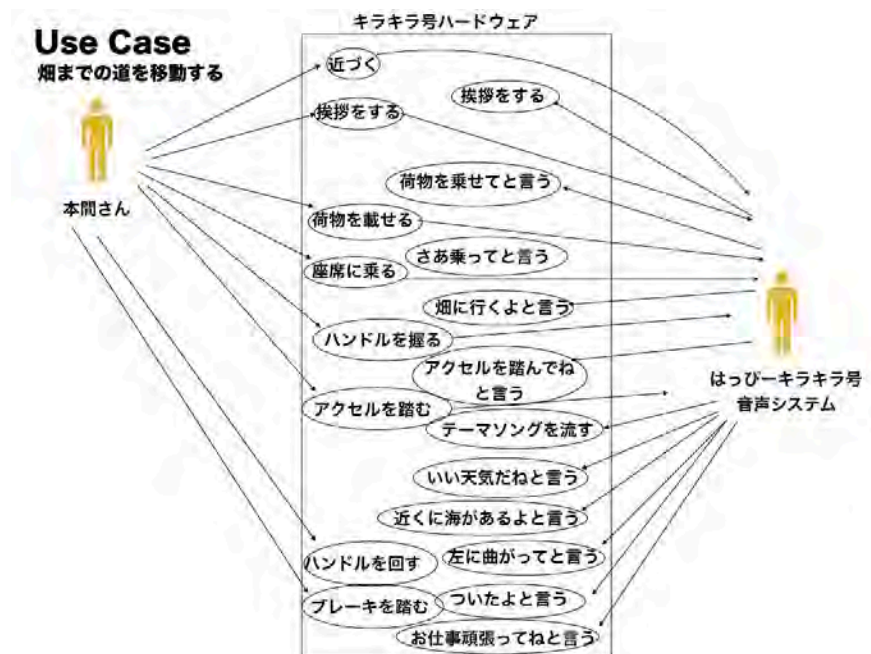 キラキラ号ハードウェア
Use Case
畑までの道を移動する
近づく
挨拶をする
挨拶をする
荷物を乗せてと言う
本間さん
荷物を載せる
さあ乗ってと言う
座席に乗る
畑に行くよと言う
ハンドルを握る
アクセルを踏んでね
と言う
はっぴーキラキラ号
音声システム
アクセルを踏む
テーマソングを流す
いい天気だねと言う
近くに海があるよと言う
左に曲がってと言う
ハンドルを回す
ついたよと言う
ブレーキを踏む
お仕事頑張ってねと言う